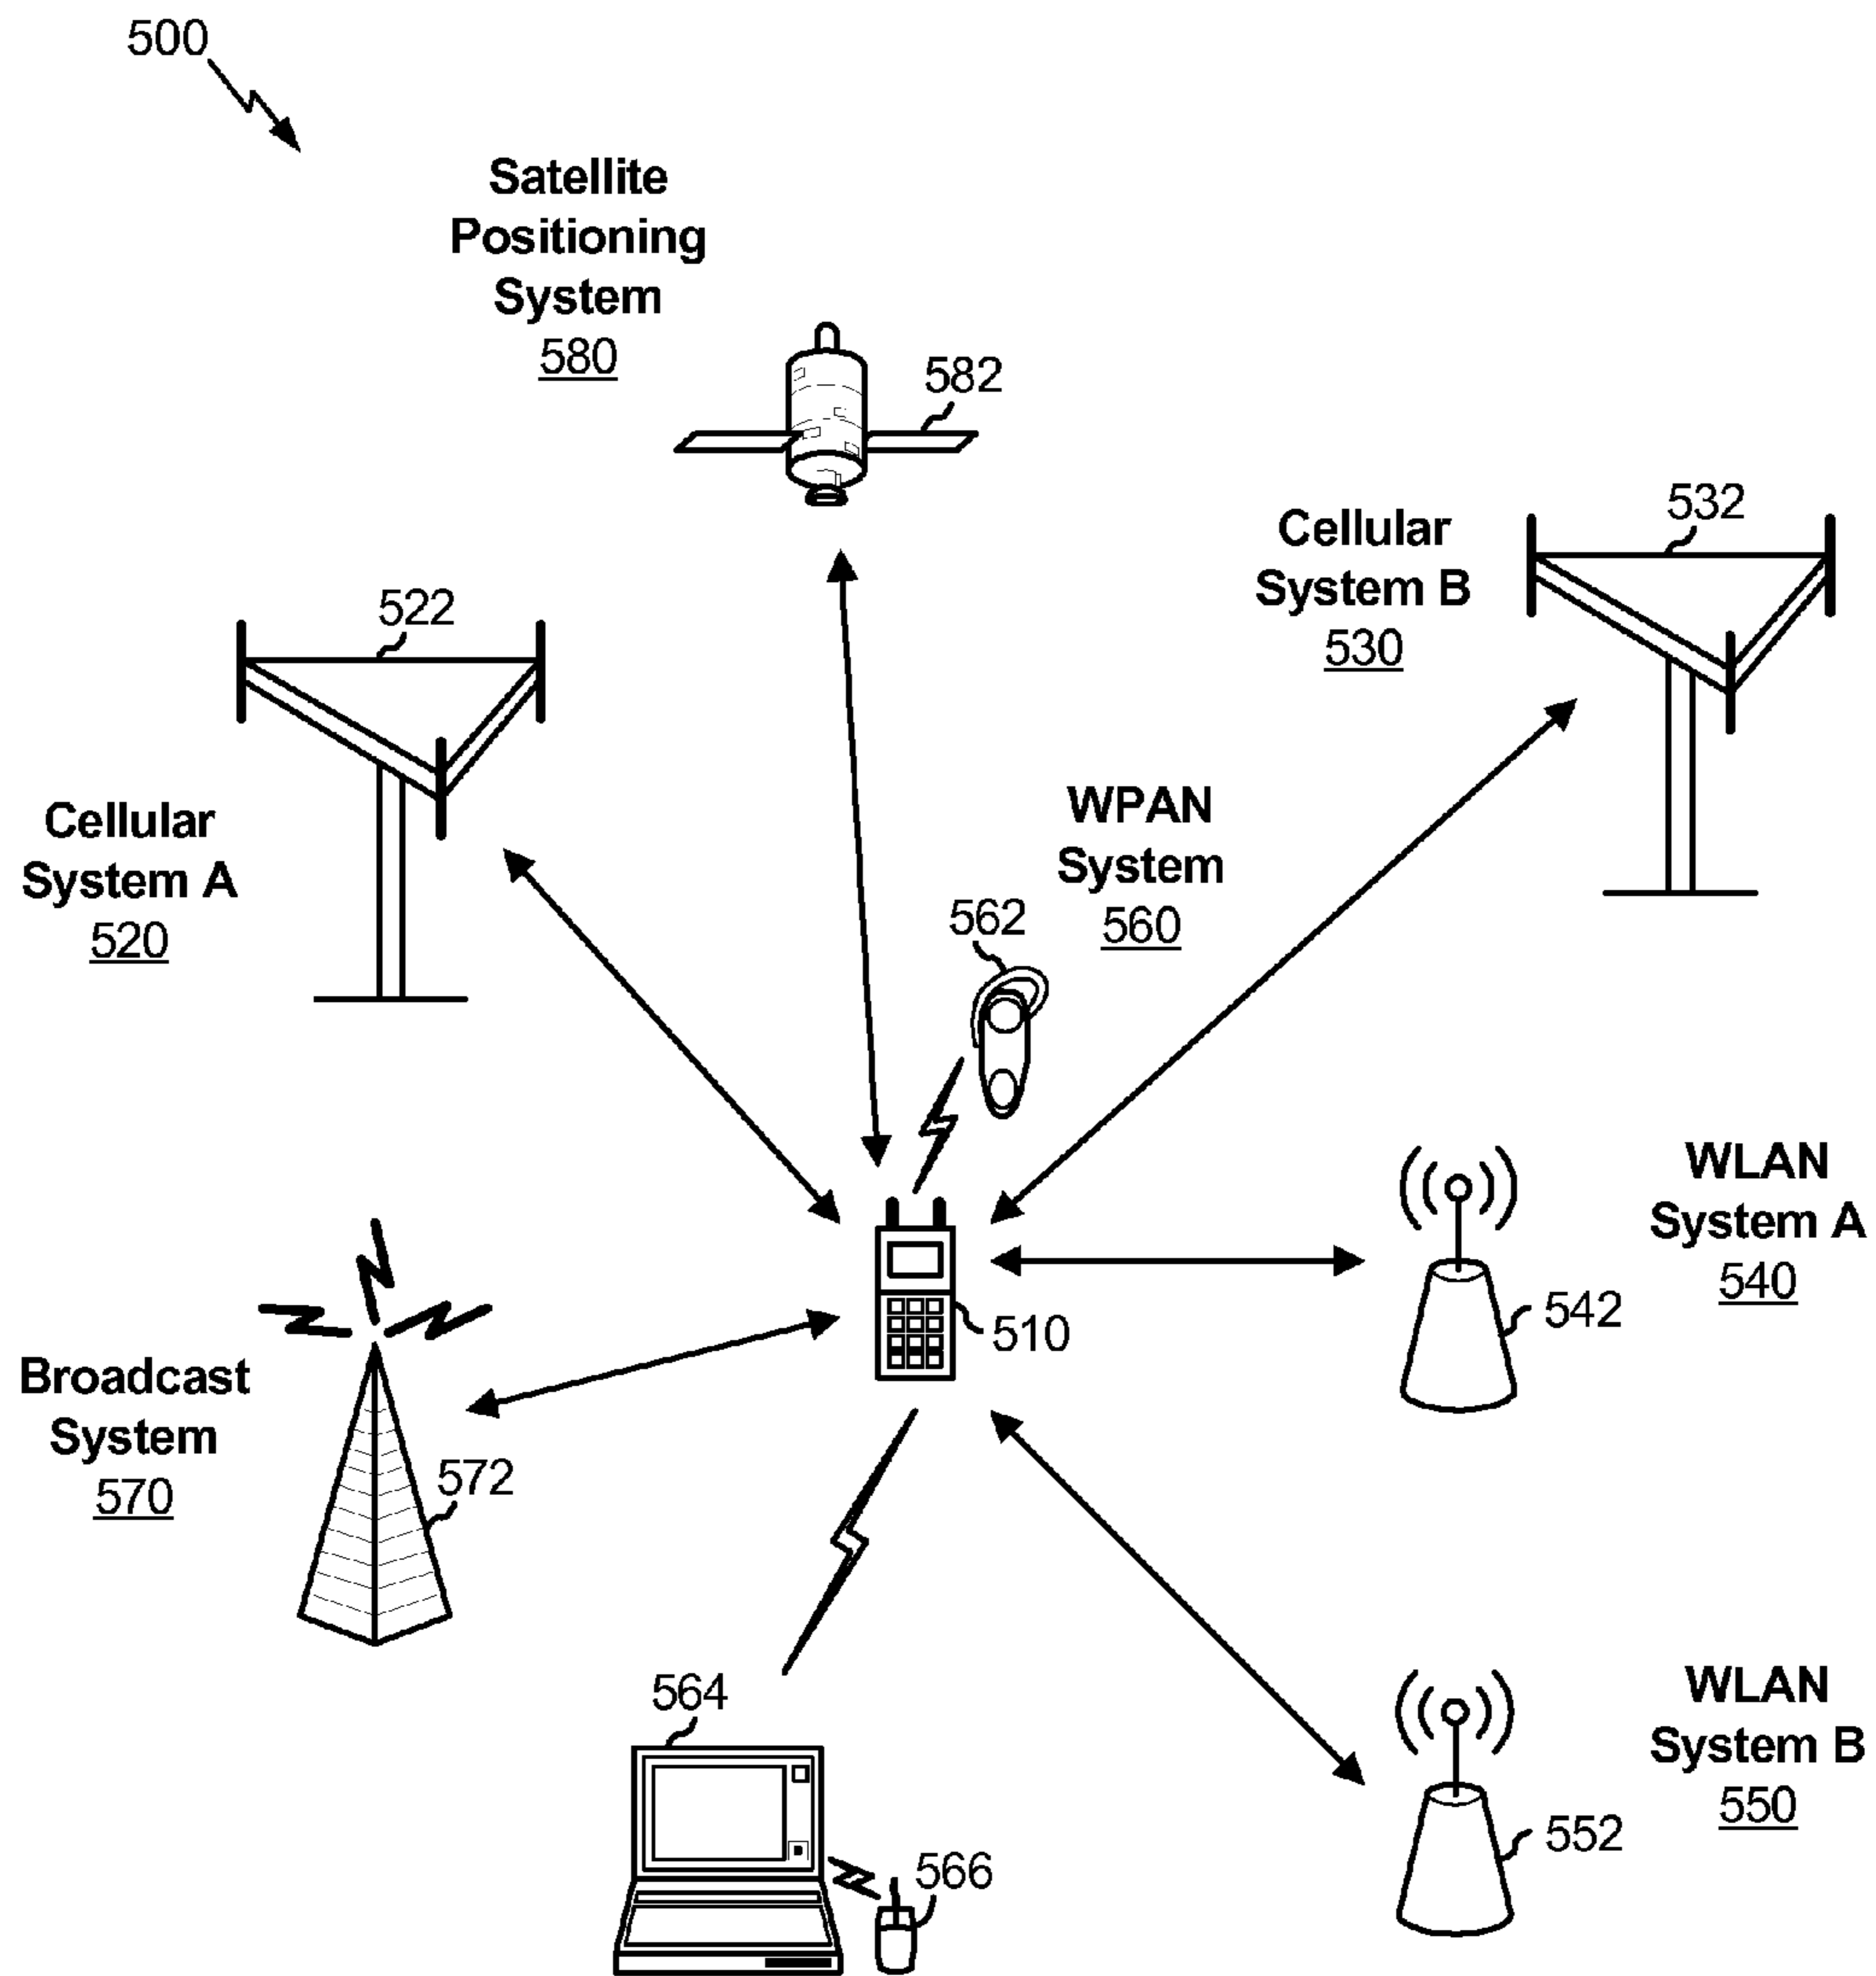 500
Satellite
Positioning
System
580
582
Cellular
System B
530
532
522
Cellular
System A
520
WPAN
System
560
562
WLAN
System A
540
542
510
Broadcast
System
570
572
564
566
WLAN
System B
550
552